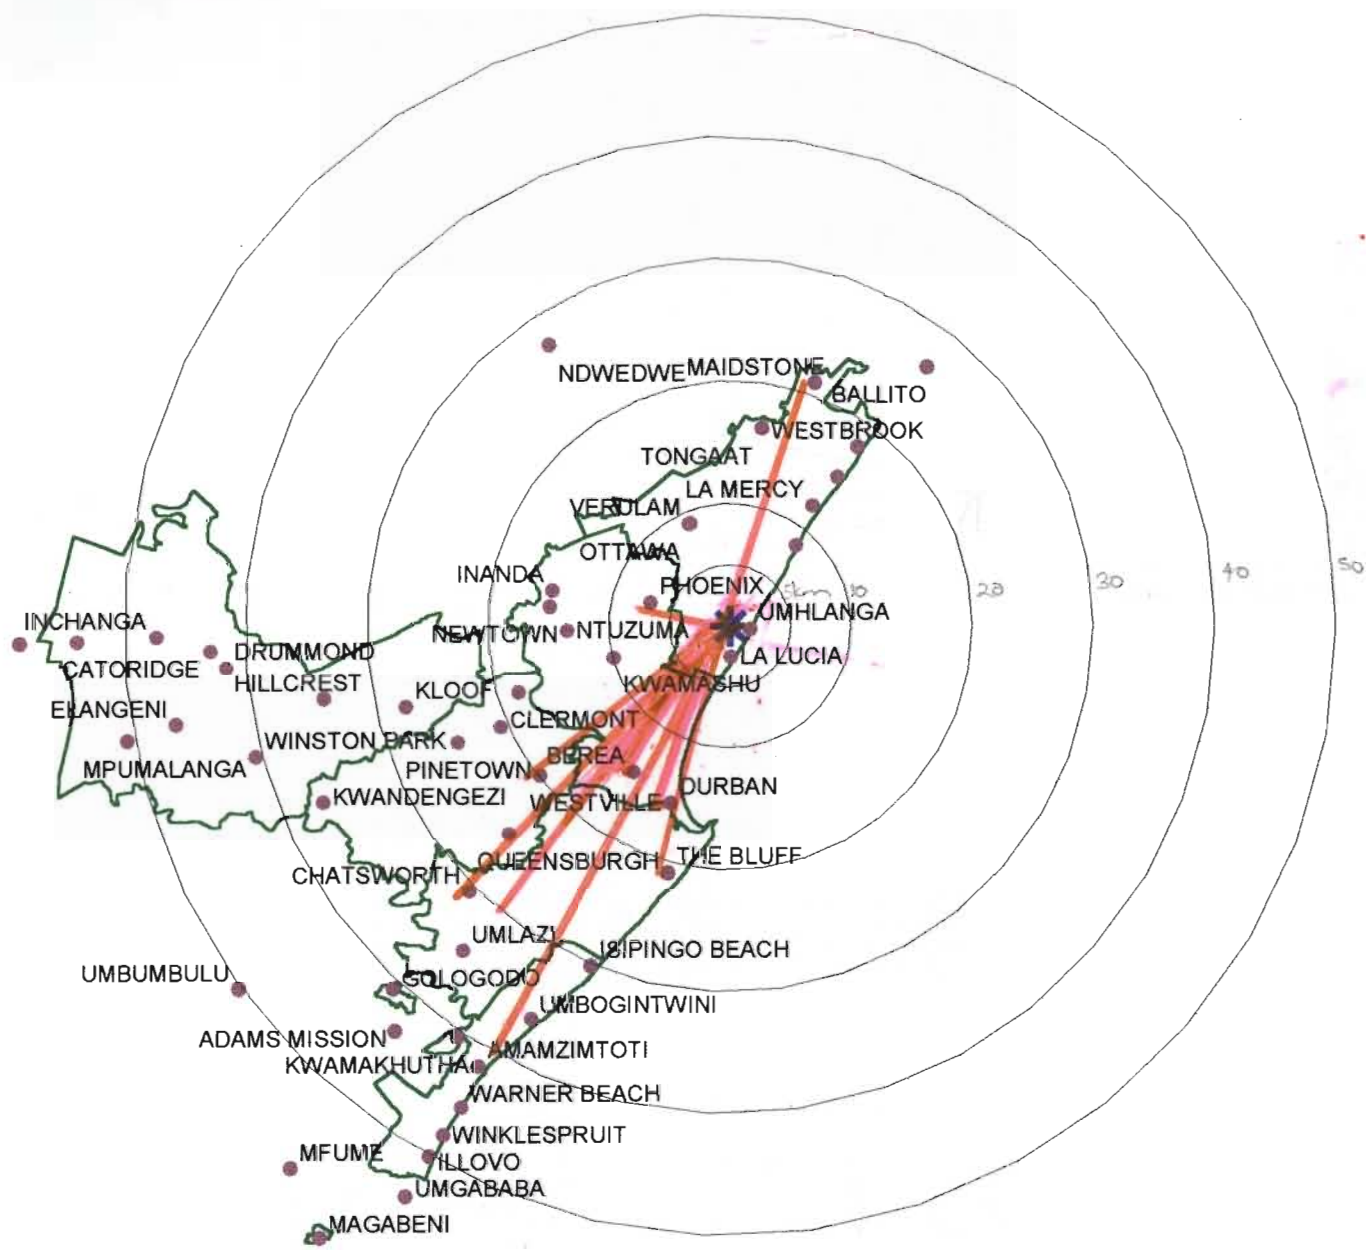 NDWEDWE
MAIDSTONE
BALLITO
WESTBROOK
TONGAAT
LA MERCY
VERULAM
OTTAWA
INANDA
PHOENIX
5km
10
20
30
40
50
UMHLANGA
INCHANGA
NEWTOWN
NTUZUMA
DRUMMOND
LA LUCIA
CATORIDGE
HILLCREST
KLOOF
KWAMASHU
ELANGENI
CLERMONT
WINSTON PARK
BEREA
MPUMALANGA
PINETOWN
DURBAN
KWANDENGEZI
WESTVILLE
QUEENSBURGH
THE BLUFF
CHATSWORTH
UMLAZI
ISIPINGO BEACH
UMBUMBULU
GOLOGODO
UMBOGINTWINI
ADAMS MISSION
AMAMZIMTOTI
KWAMAKHUTHA
WARNER BEACH
WINKLESPRUIT
MFUME
ILLOVO
UMGABABA
MAGABENI